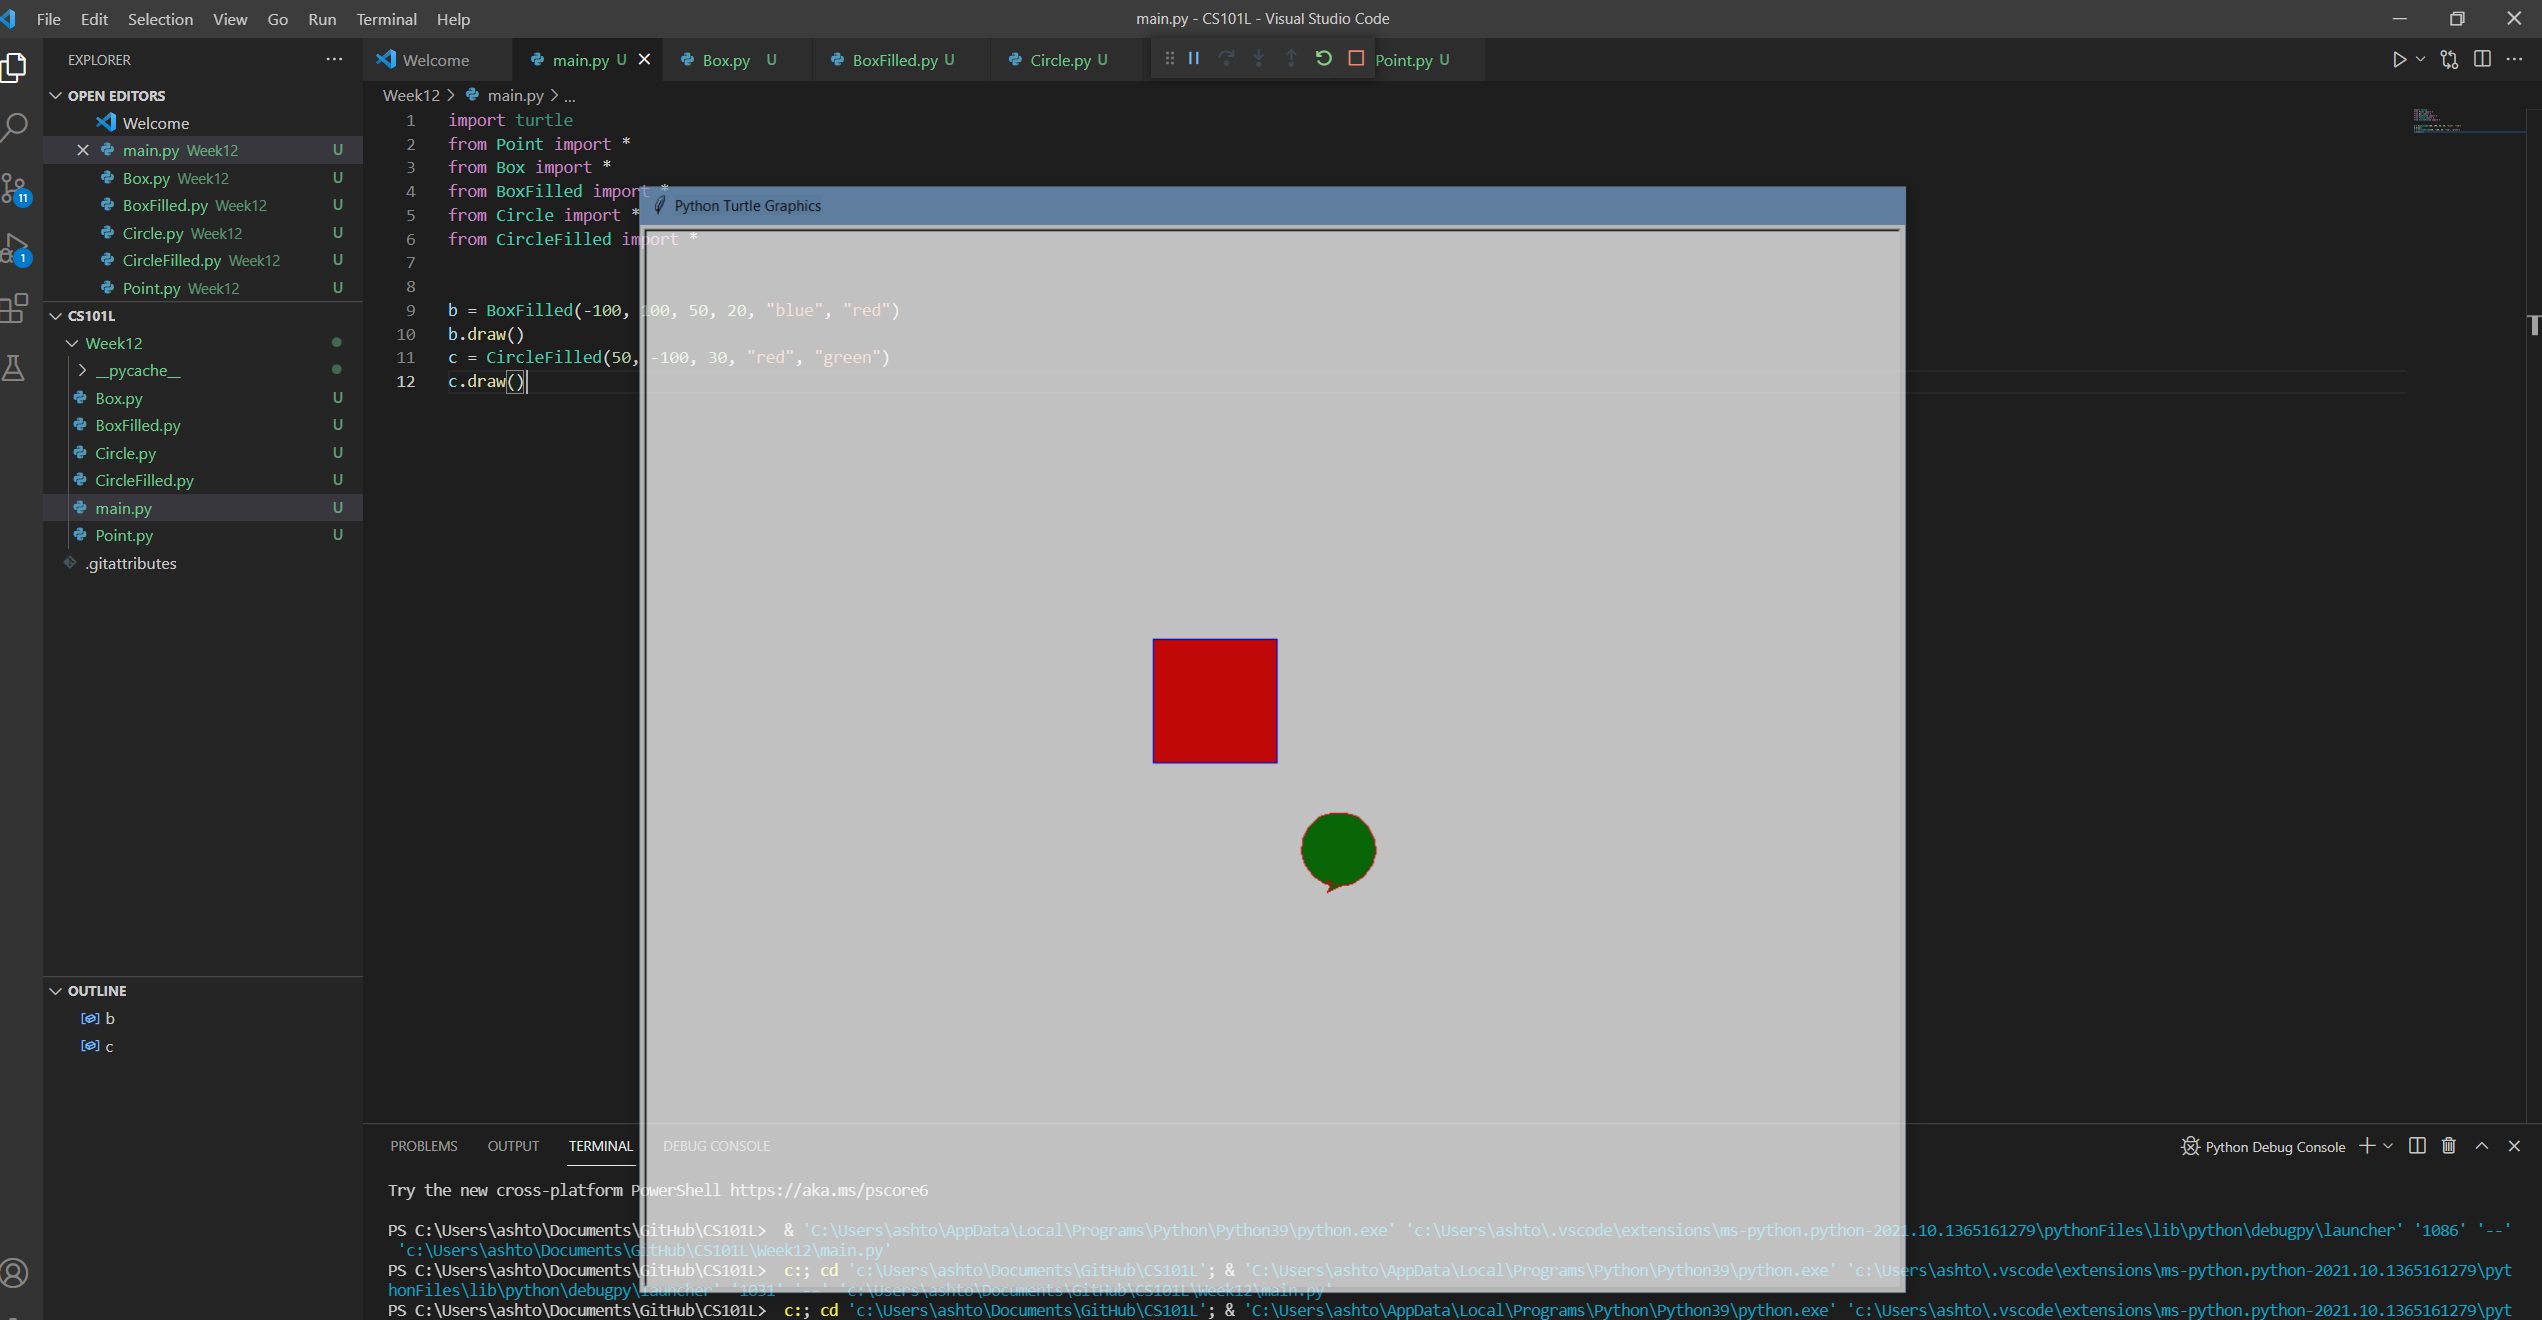 File Edit Selection View Go Run Terminal Help main.py - CS101L - Visual Studio Code
EXPLORER
Welcome main.py U Box.py U BoxFilled.py U Circle.py U Point.py U
OPEN EDITORS
Welcome
main.py Week12 U
Box.py Week12 U
BoxFilled.py Week12 U
Circle.py Week12 U
CircleFilled.py Week12 U
Point.py Week12 U
11
1
CS101L
Week12
__pycache__
Box.py U
BoxFilled.py U
Circle.py U
CircleFilled.py U
main.py U
Point.py U
.gitattributes
OUTLINE
b
c
Week12 > main.py > ...
1 import turtle
2 from Point import *
3 from Box import *
4 from BoxFilled import *
5 from Circle import *
6 from CircleFilled import *
7
8
9 b = BoxFilled(-100, 100, 50, 20, "blue", "red")
10 b.draw()
11 c = CircleFilled(50, -100, 30, "red", "green")
12 c.draw()
Python Turtle Graphics
PROBLEMS OUTPUT TERMINAL DEBUG CONSOLE Python Debug Console
Try the new cross-platform PowerShell https://aka.ms/pscore6
PS C:\Users\ashto\Documents\GitHub\CS101L> & 'C:\Users\ashto\AppData\Local\Programs\Python\Python39\python.exe' 'c:\Users\ashto\.vscode\extensions\ms-python.python-2021.10.1365161279\pythonFiles\lib\python\debugpy\launcher' '1086' '--'
'c:\Users\ashto\Documents\GitHub\CS101L\Week12\main.py'
PS C:\Users\ashto\Documents\GitHub\CS101L> c:; cd 'c:\Users\ashto\Documents\GitHub\CS101L'; & 'C:\Users\ashto\AppData\Local\Programs\Python\Python39\python.exe' 'c:\Users\ashto\.vscode\extensions\ms-python.python-2021.10.1365161279\pyt
honFiles\lib\python\debugpy\launcher' '1031' '--' 'c:\Users\ashto\Documents\GitHub\CS101L\Week12\main.py'
PS C:\Users\ashto\Documents\GitHub\CS101L> c:; cd 'c:\Users\ashto\Documents\GitHub\CS101L'; & 'C:\Users\ashto\AppData\Local\Programs\Python\Python39\python.exe' 'c:\Users\ashto\.vscode\extensions\ms-python.python-2021.10.1365161279\pyt